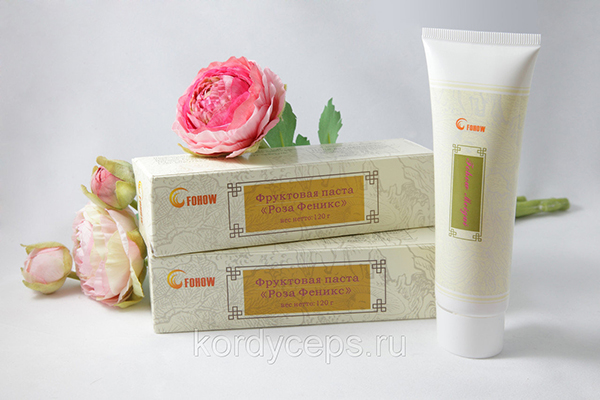 FOHOW
Фруктовая паста
«Роза Феникс»
вес нетто 120 г
FOHOW
Фруктовая паста
«Роза Феникс»
вес нетто 120 г
FOHOW
kordyceps.ru